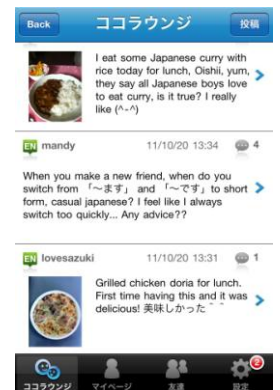 Back
ココラウンジ
投稿
I eat some Japanese curry with
rice today for lunch, Oishii, yum,
they say all Japanese boys love
to eat curry, is it true? I really
like (^-^)
EN mandy 11/10/20 13:34 4
When you make a new friend, when do you
switch from 「〜ます」 and 「〜です」 to short
form, casual japanese? I feel like I always
switch too quickly... Any advice??
EN lovesazuki 11/10/20 13:31 1
Grilled chicken doria for lunch.
First time having this and it was
delicious! 美味しかった＾＾
2
ココラウンジ マイページ 友達 設定